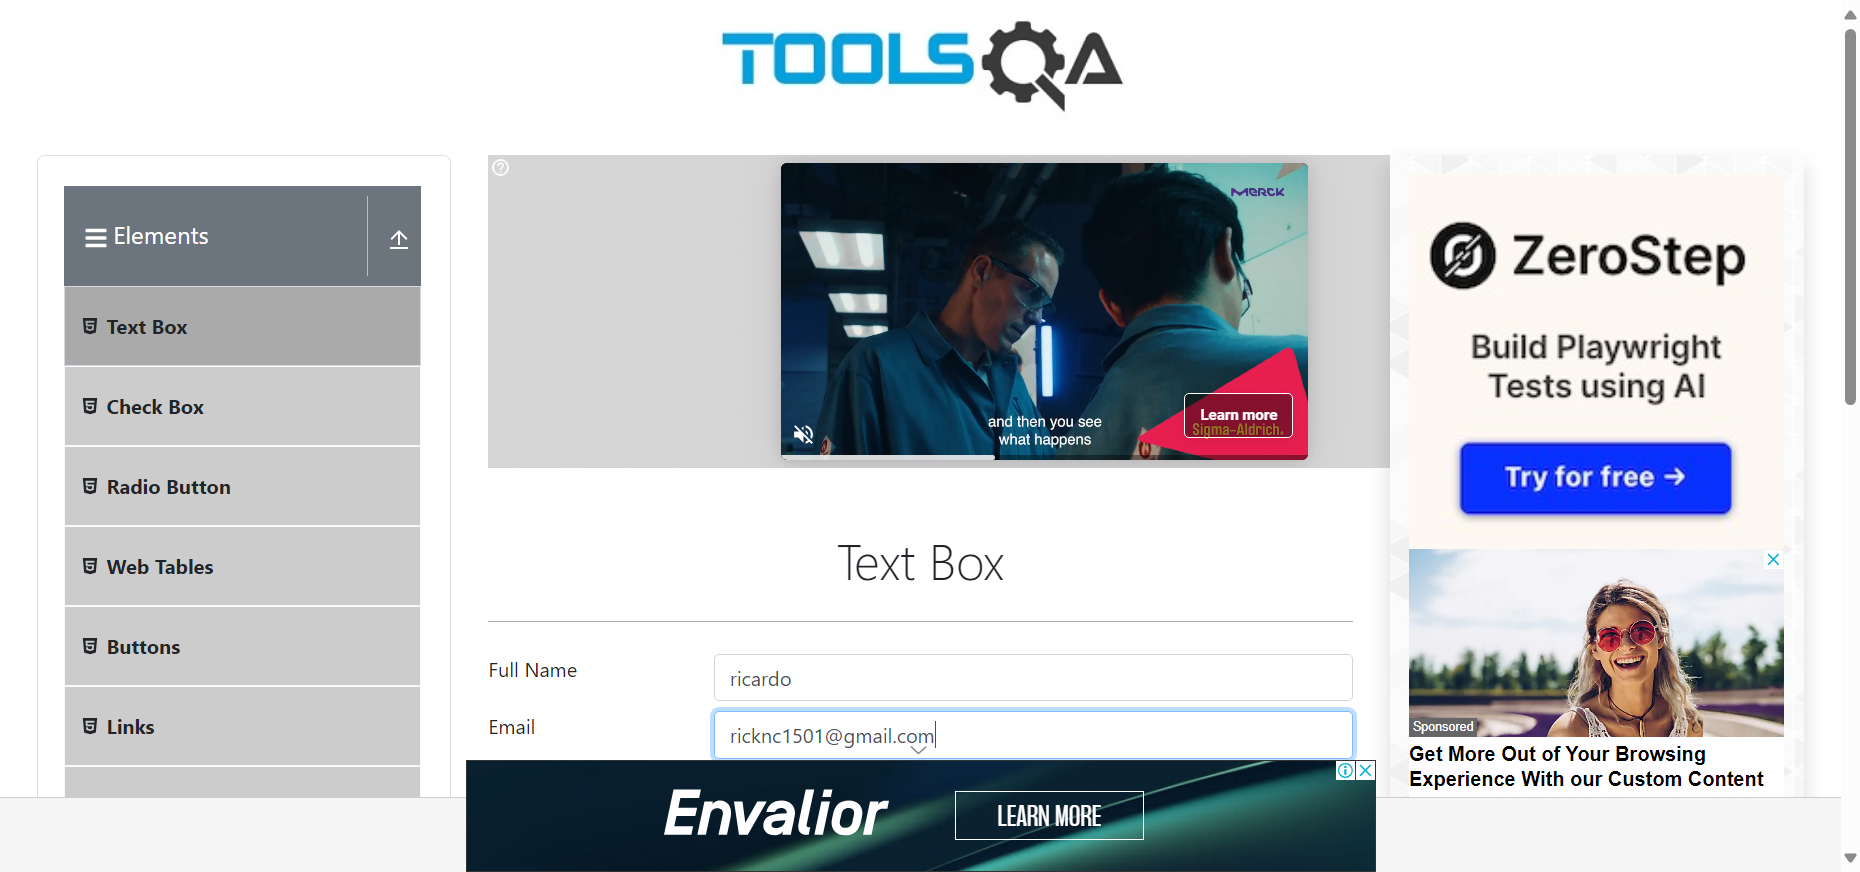 TOOLSQA
Elements
Text Box
Check Box
Radio Button
Web Tables
Buttons
Links
MERCK
and then you see
what happens
Learn more
Sigma-Aldrich.
Text Box
Full Name
ricardo
Email
ricknc1501@gmail.com
Envalior
LEARN MORE
ZeroStep
Build Playwright
Tests using AI
Try for free →
Sponsored
Get More Out of Your Browsing
Experience With our Custom Content